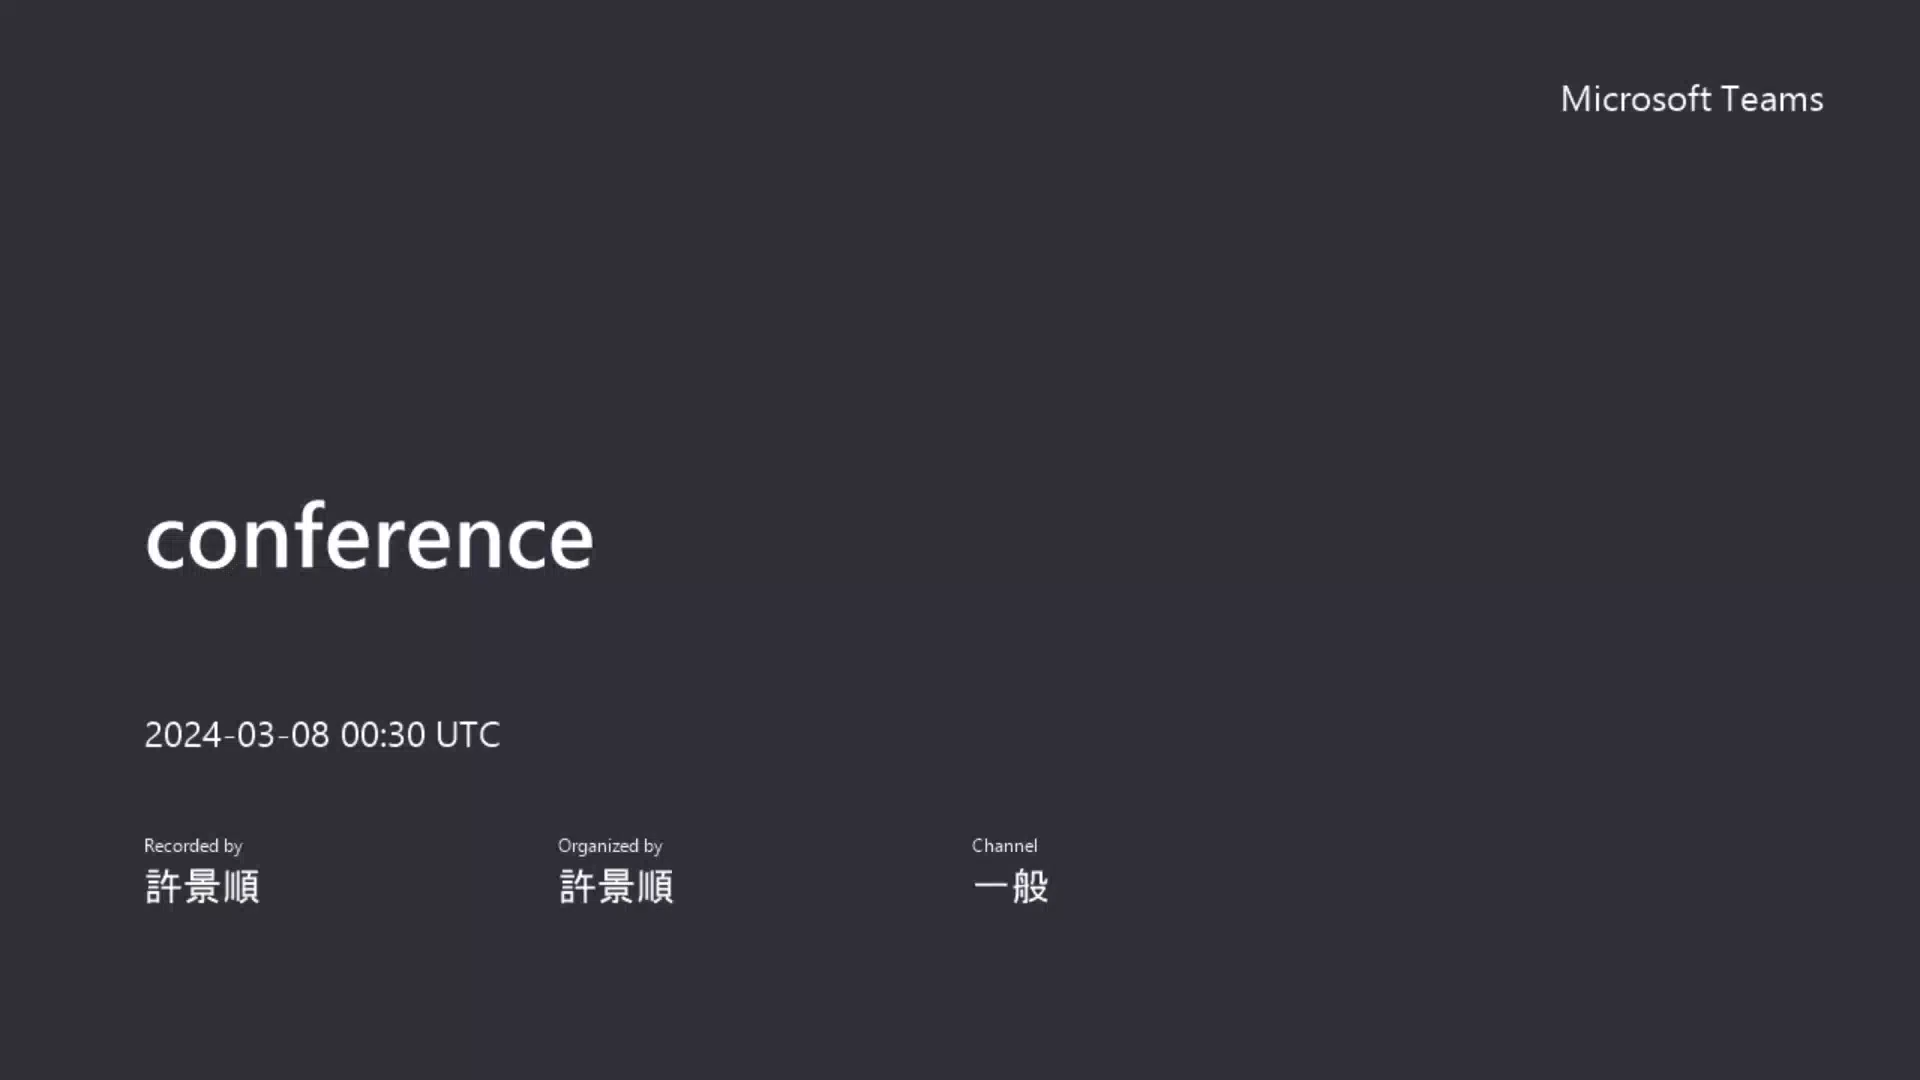 Microsoft Teams
conference
2024-03-08 00:30 UTC
Recorded by
許景順
Organized by
許景順
Channel
一般